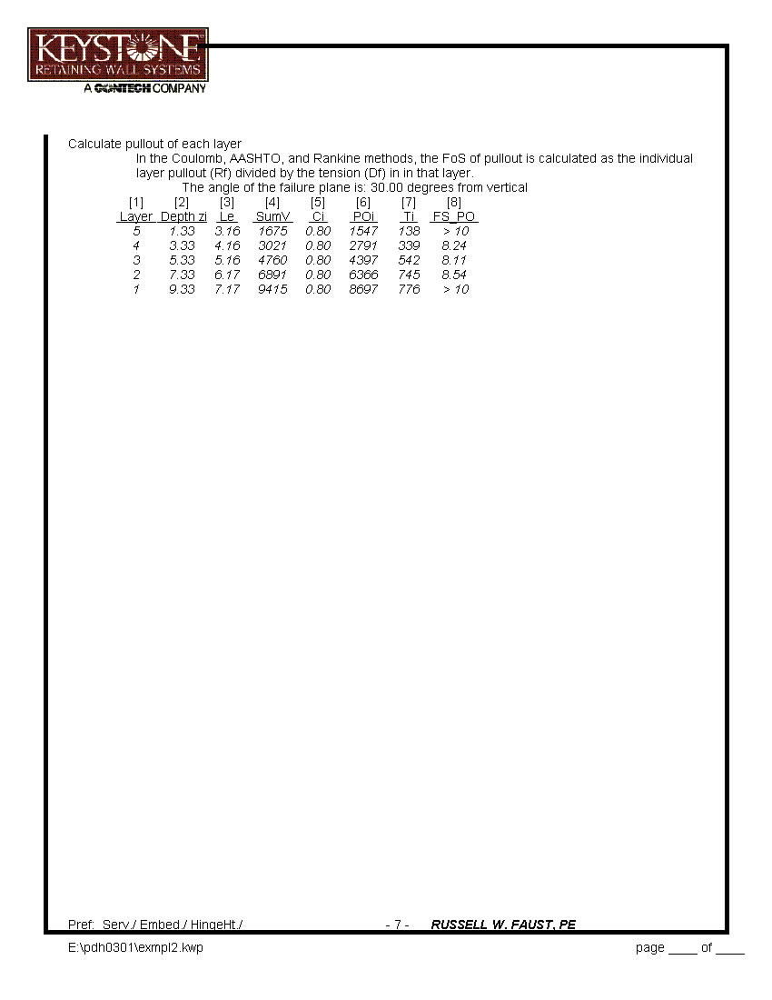 KEYSTONE
RETAINING WALL SYSTEMS
A CONTECH COMPANY
Calculate pullout of each layer
In the Coulomb, AASHTO, and Rankine methods, the FoS of pullout is calculated as the individual
layer pullout (Rf) divided by the tension (Df) in in that layer.
The angle of the failure plane is: 30.00 degrees from vertical
[1] [2] [3] [4] [5] [6] [7] [8]
Layer Depth zi Le SumV Ci POi Ti FS_PO
5 1.33 3.16 1675 0.80 1547 138 > 10
4 3.33 4.16 3021 0.80 2791 339 8.24
3 5.33 5.16 4760 0.80 4397 542 8.11
2 7.33 6.17 6891 0.80 6366 745 8.54
1 9.33 7.17 9415 0.80 8697 776 > 10
Pref: Serv./ Embed./ HingeHt./ - 7 - RUSSELL W. FAUST, PE
E:\pdh0301\exmpl2.kwp page ____ of ____